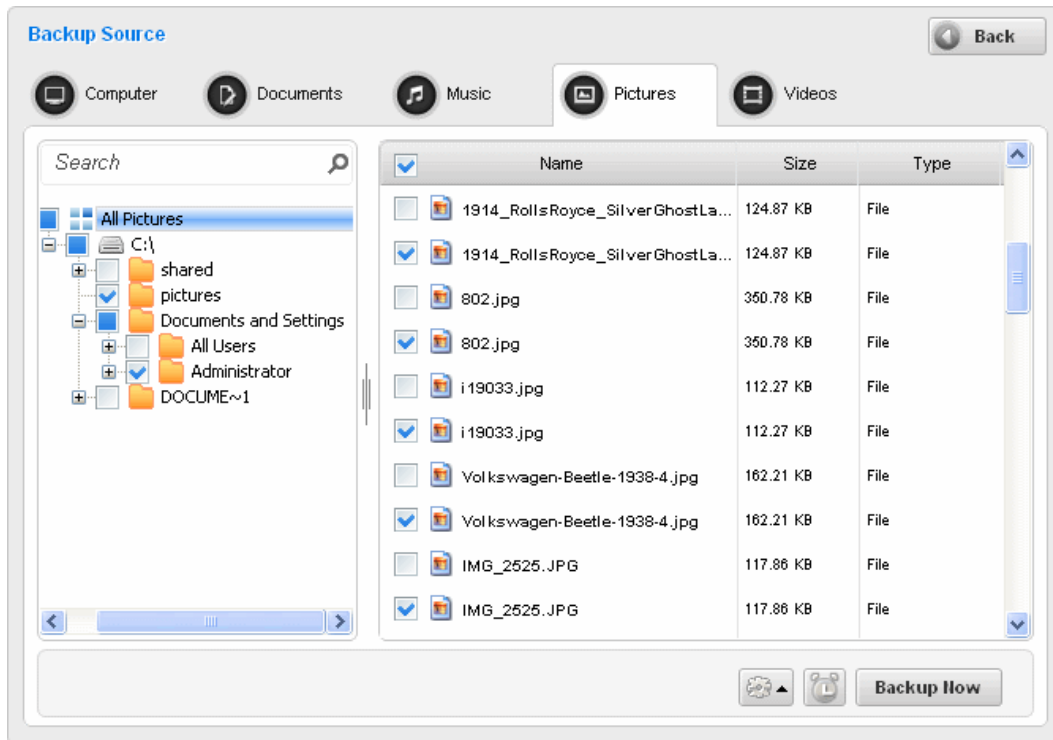 Backup Source
Back
Computer
Documents
Music
Pictures
Videos
Search
All Pictures
C:\
shared
pictures
Documents and Settings
All Users
Administrator
DOCUME~1
Name Size Type
1914_RollsRoyce_SilverGhostLa... 124.87 KB File
1914_RollsRoyce_SilverGhostLa... 124.87 KB File
802.jpg 350.78 KB File
802.jpg 350.78 KB File
i19033.jpg 112.27 KB File
i19033.jpg 112.27 KB File
Volkswagen-Beetle-1938-4.jpg 162.21 KB File
Volkswagen-Beetle-1938-4.jpg 162.21 KB File
IMG_2525.JPG 117.86 KB File
IMG_2525.JPG 117.86 KB File
Backup Now